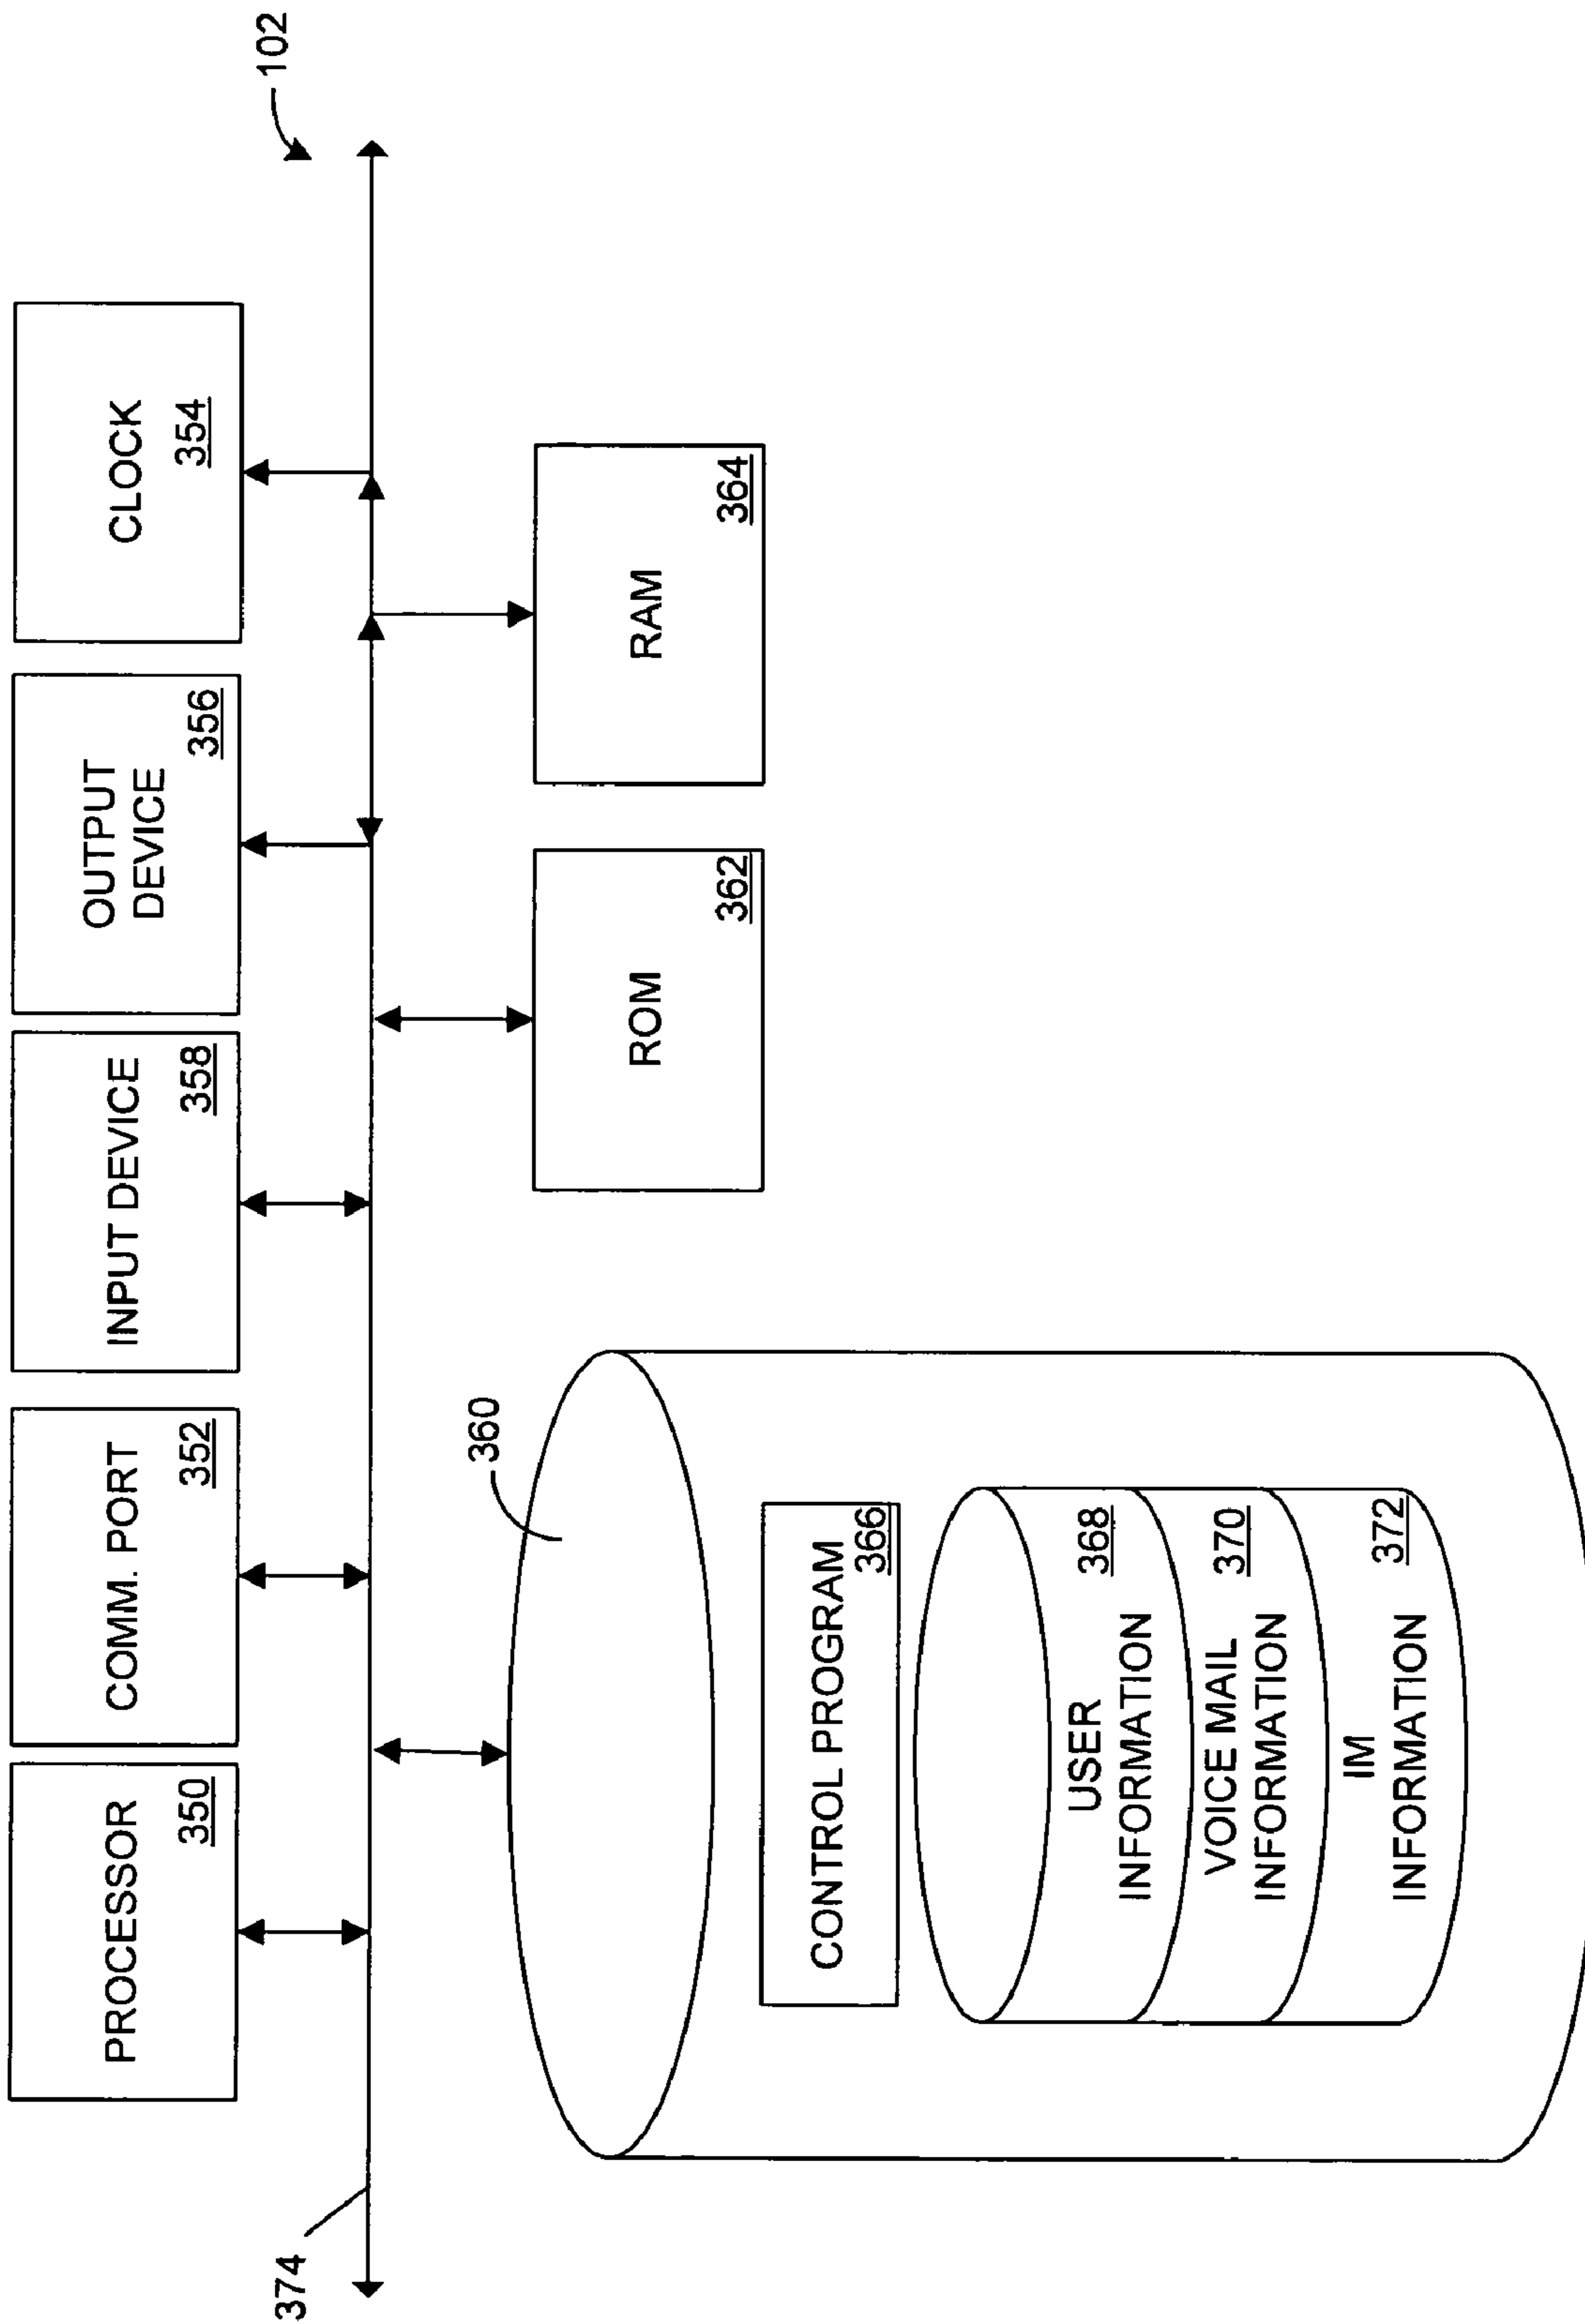 102
PROCESSOR
350
COMM. PORT
352
INPUT DEVICE
358
OUTPUT
DEVICE
356
CLOCK
354
374
360
ROM
362
RAM
364
CONTROL PROGRAM
366
USER
INFORMATION
368
VOICE MAIL
INFORMATION
370
IM
INFORMATION
372